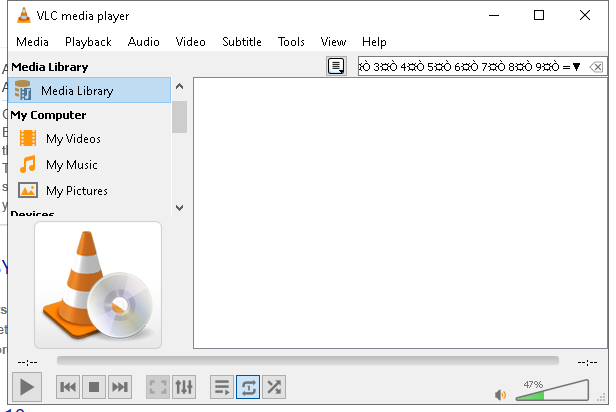 VLC media player
Media Playback Audio Video Subtitle Tools View Help
Media Library
3¤Ò 4¤Ò 5¤Ò 6¤Ò 7¤Ò 8¤Ò 9¤Ò =▼
Media Library
My Computer
My Videos
My Music
My Pictures
Devices
--:--
--:--
47%